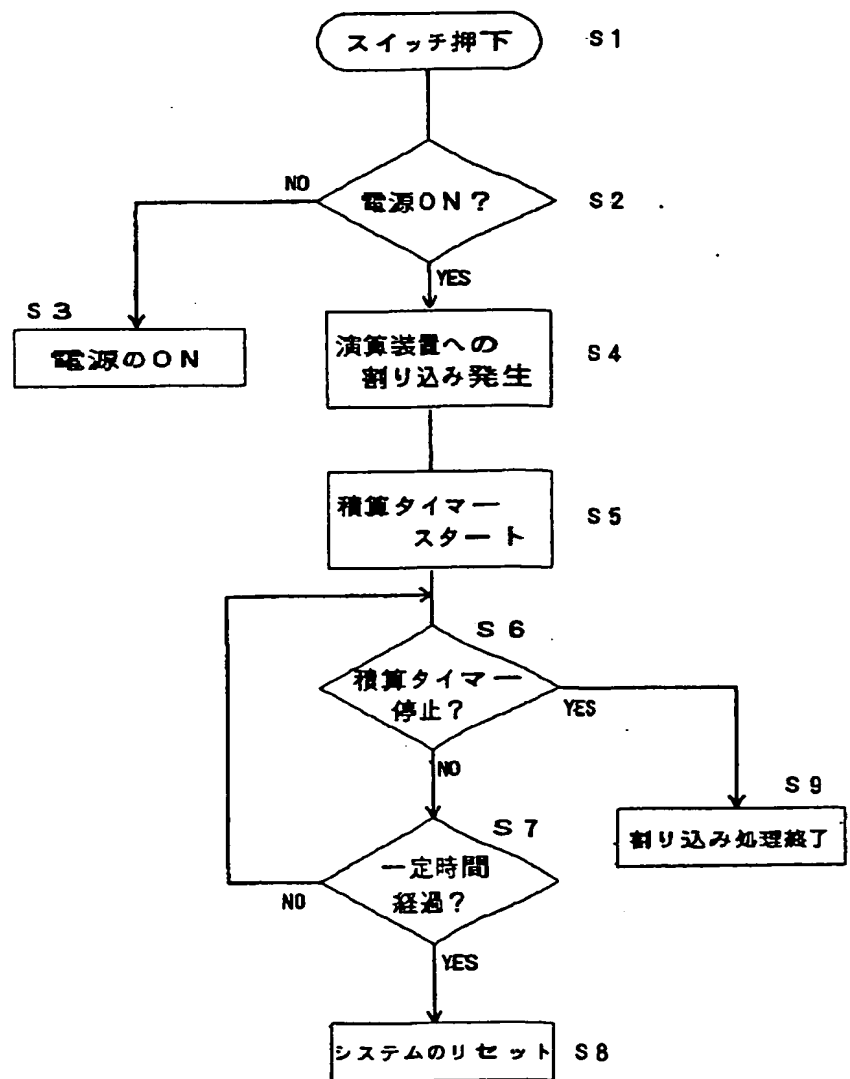 スイッチ押下 S1
電源ON？ S2
NO
YES
S3
電源のON
演算装置への
割り込み発生
S4
積算タイマー
スタート
S5
S6
積算タイマー
停止？
YES
NO
S9
割り込み処理終了
S7
一定時間
経過？
NO
YES
システムのリセット S8